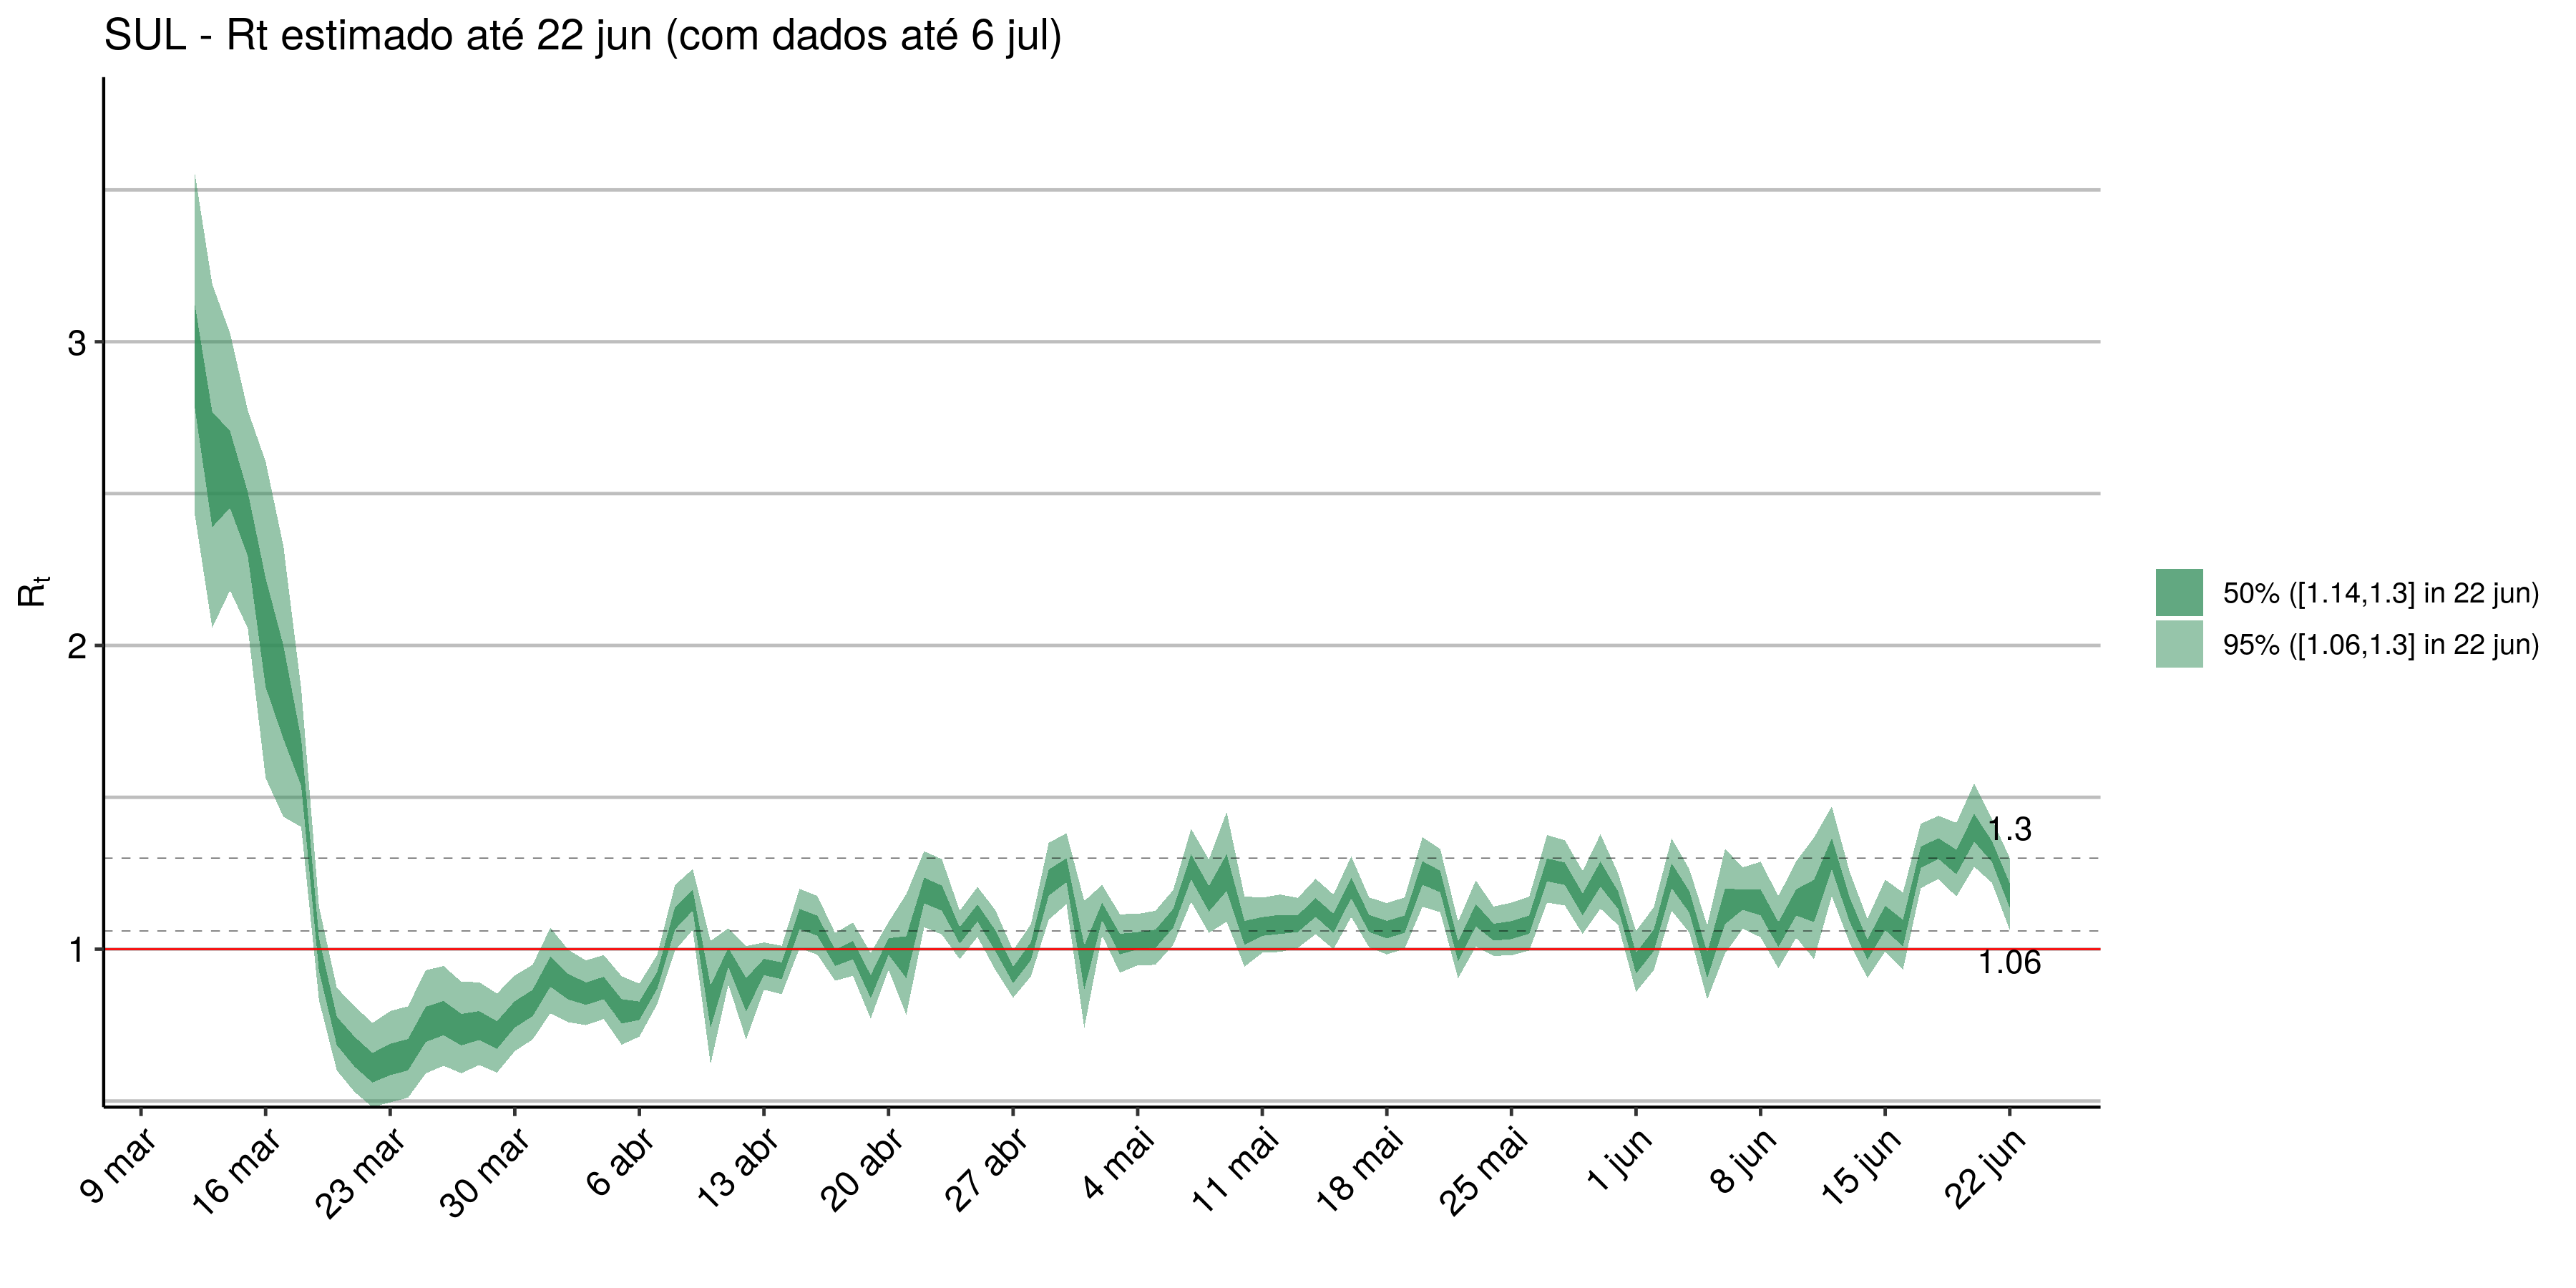 SUL - Rt estimado até 22 jun (com dados até 6 jul)
Rt
3
2
1
1.3
1.06
50% ([1.14,1.3] in 22 jun)
95% ([1.06,1.3] in 22 jun)
9 mar
16 mar
23 mar
30 mar
6 abr
13 abr
20 abr
27 abr
4 mai
11 mai
18 mai
25 mai
1 jun
8 jun
15 jun
22 jun